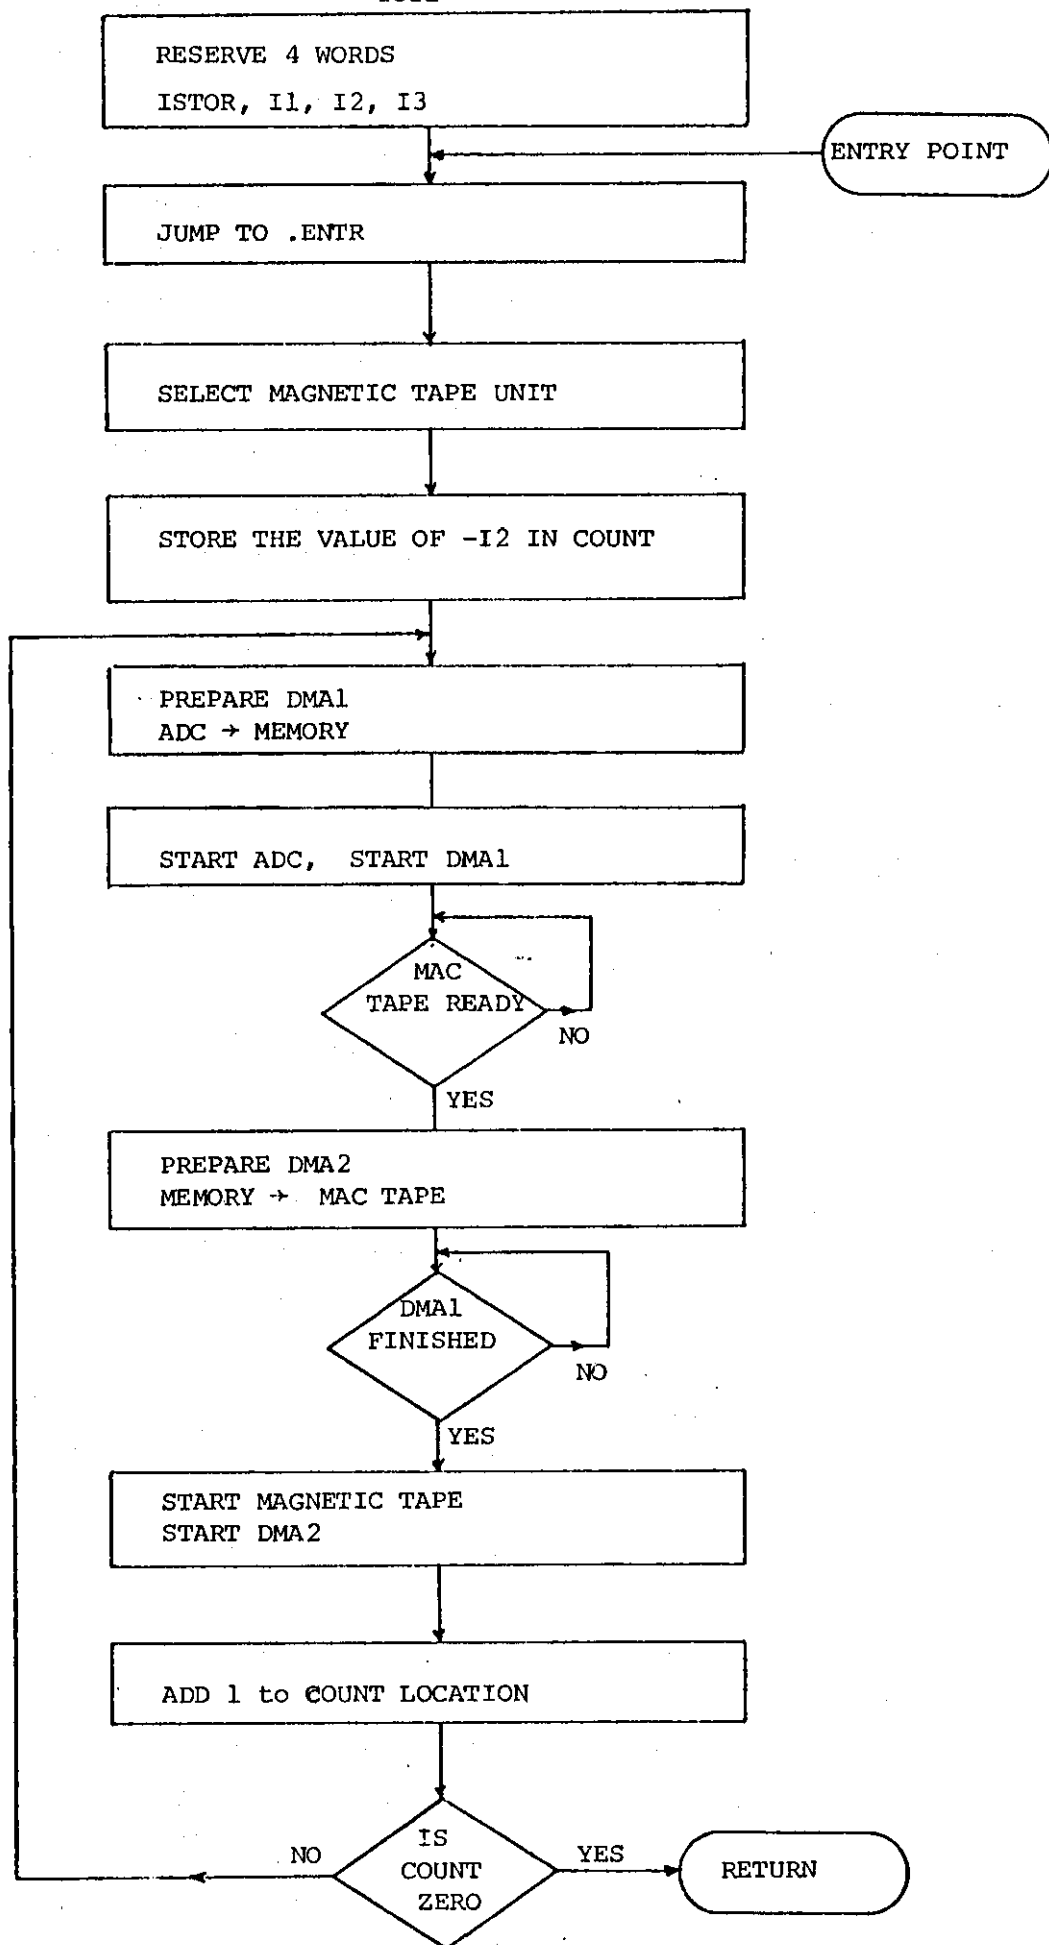 RESERVE 4 WORDS
ISTOR, I1, I2, I3
ENTRY POINT
JUMP TO .ENTR
SELECT MAGNETIC TAPE UNIT
STORE THE VALUE OF -I2 IN COUNT
PREPARE DMA1
ADC → MEMORY
START ADC, START DMA1
MAC
TAPE READY
NO
YES
PREPARE DMA2
MEMORY → MAC TAPE
DMA1
FINISHED
NO
YES
START MAGNETIC TAPE
START DMA2
ADD 1 to COUNT LOCATION
IS
COUNT
ZERO
NO
YES
RETURN